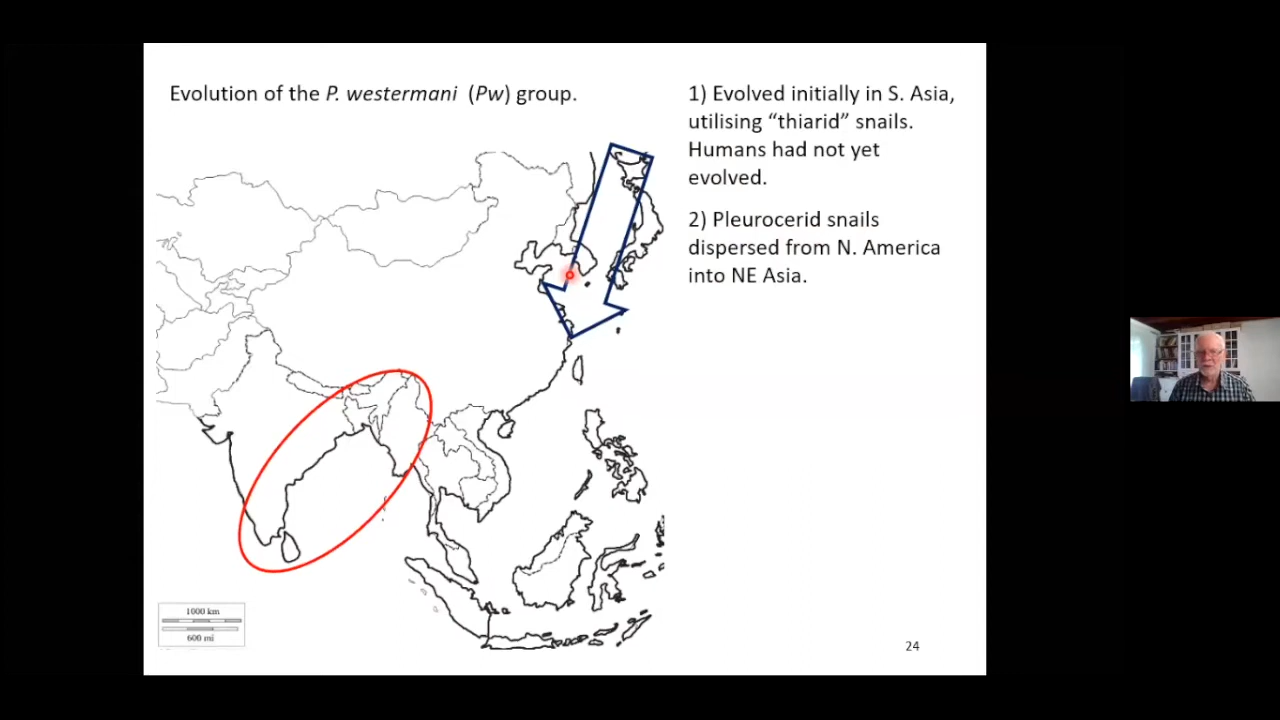 Evolution of the P. westermani (Pw) group.
1) Evolved initially in S. Asia,
utilising “thiarid” snails.
Humans had not yet
evolved.
2) Pleurocerid snails
dispersed from N. America
into NE Asia.
1000 km
600 mi
24